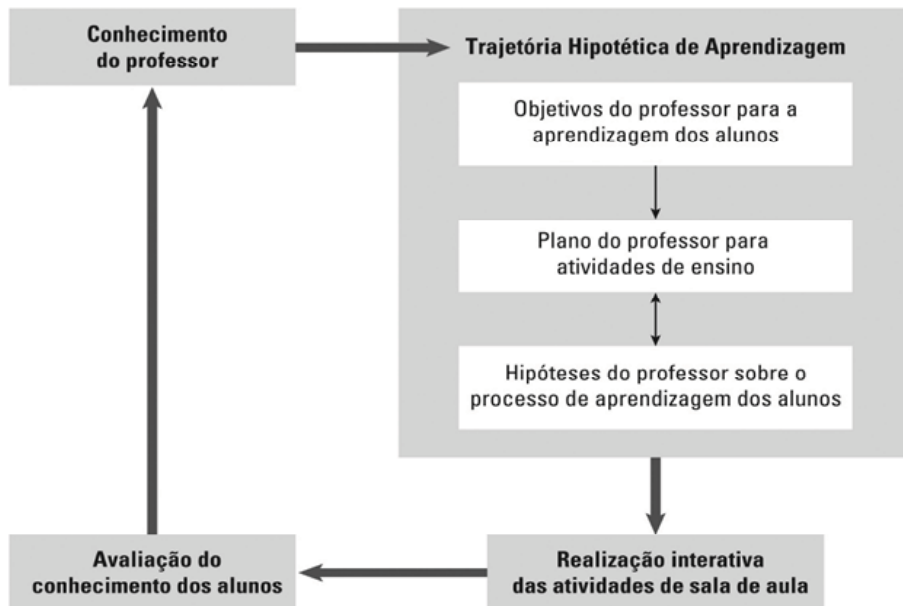 Conhecimento
do professor
Trajetória Hipotética de Aprendizagem
Objetivos do professor para a
aprendizagem dos alunos
Plano do professor para
atividades de ensino
Hipóteses do professor sobre o
processo de aprendizagem dos alunos
Avaliação do
conhecimento dos alunos
Realização interativa
das atividades de sala de aula